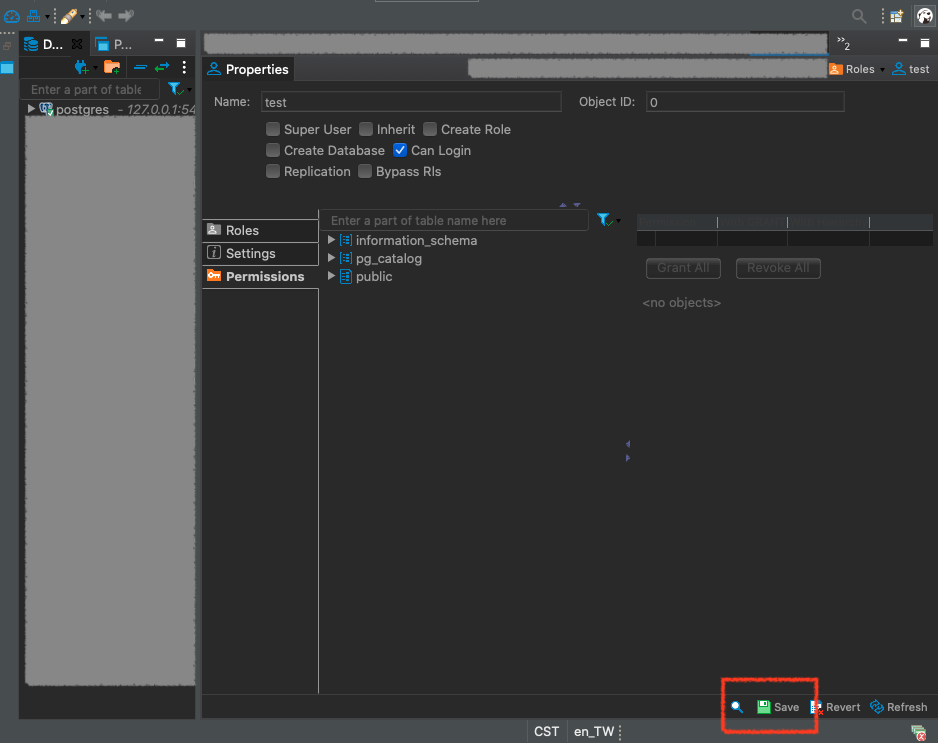 D...
P...
»2
Properties
Roles
test
Enter a part of table
postgres - 127.0.0.1:54
Name:
test
Object ID:
0
Super User
Inherit
Create Role
Create Database
Can Login
Replication
Bypass Rls
Roles
Settings
Permissions
Enter a part of table name here
information_schema
pg_catalog
public
Grant All
Revoke All
<no objects>
Save
Revert
Refresh
CST
en_TW